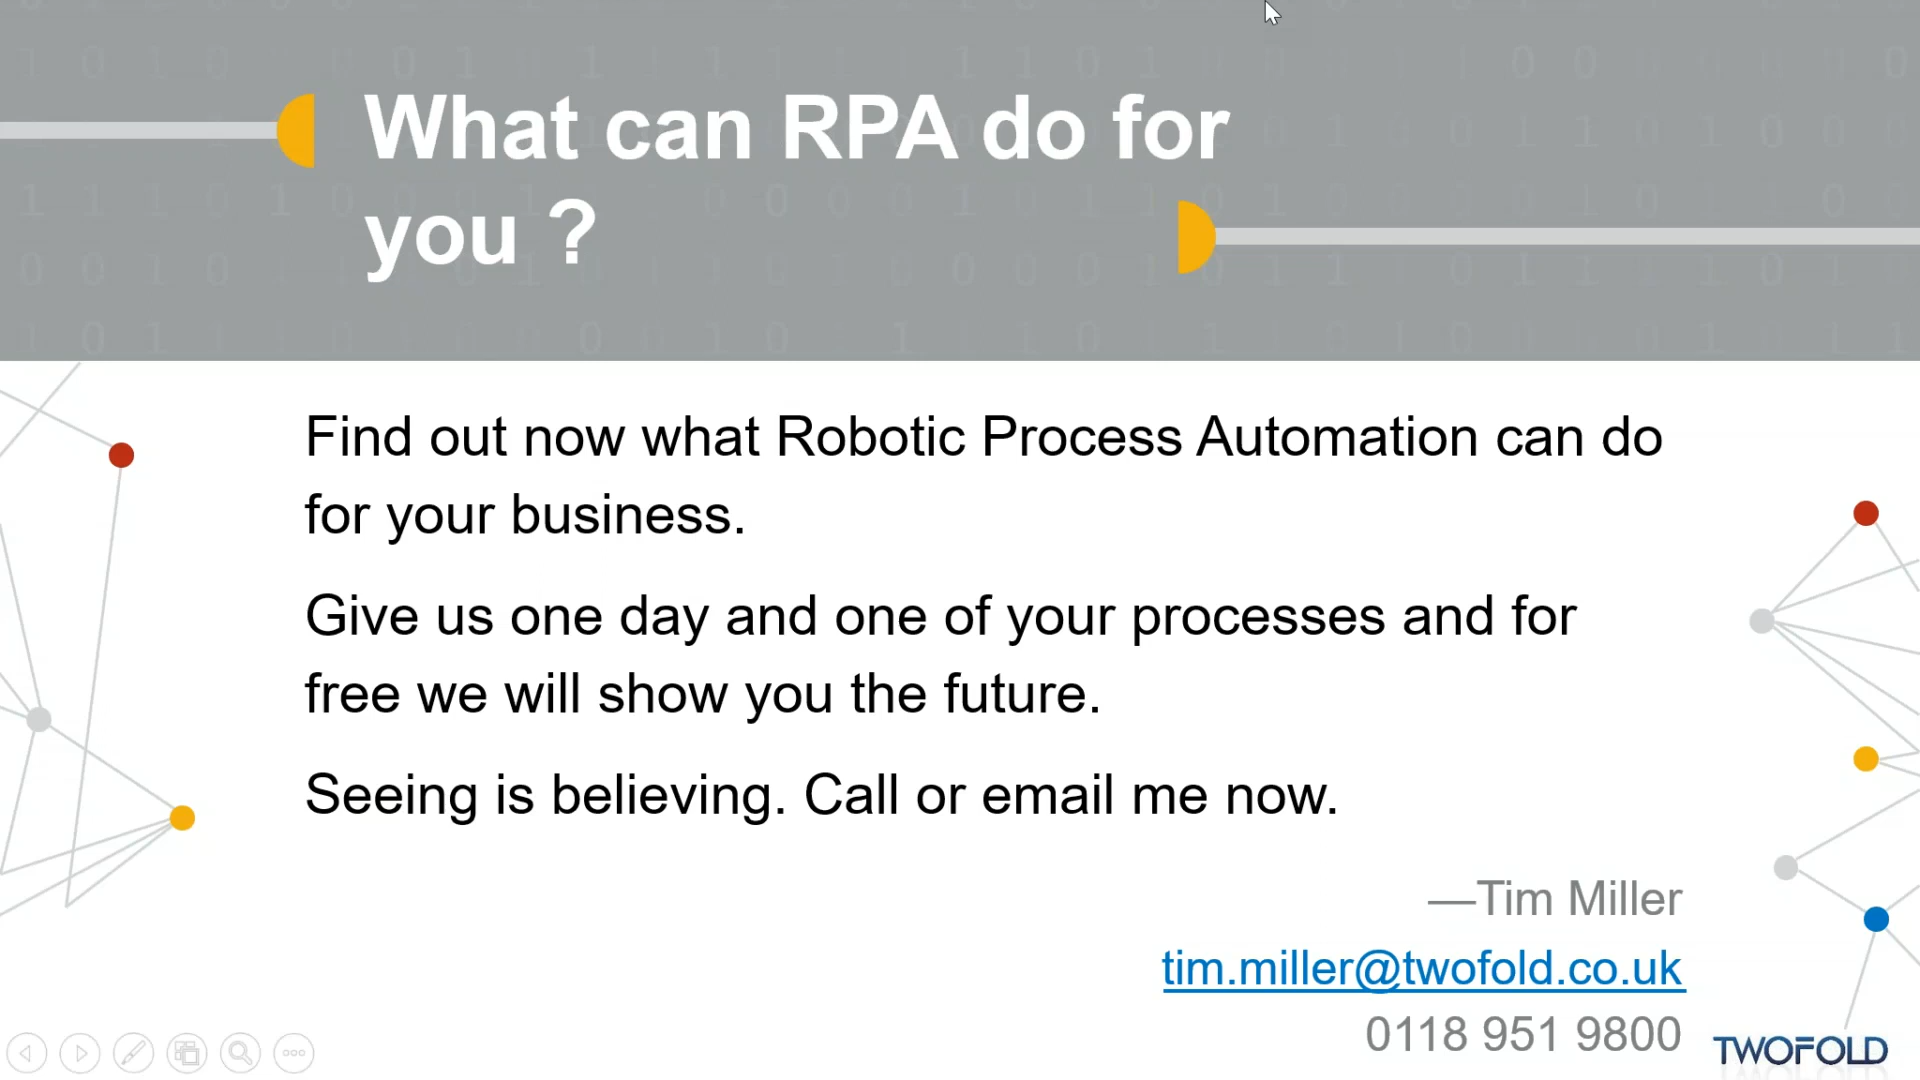 What can RPA do for
you ?
Find out now what Robotic Process Automation can do
for your business.
Give us one day and one of your processes and for
free we will show you the future.
Seeing is believing. Call or email me now.
—Tim Miller
tim.miller@twofold.co.uk
0118 951 9800
TWOFOLD